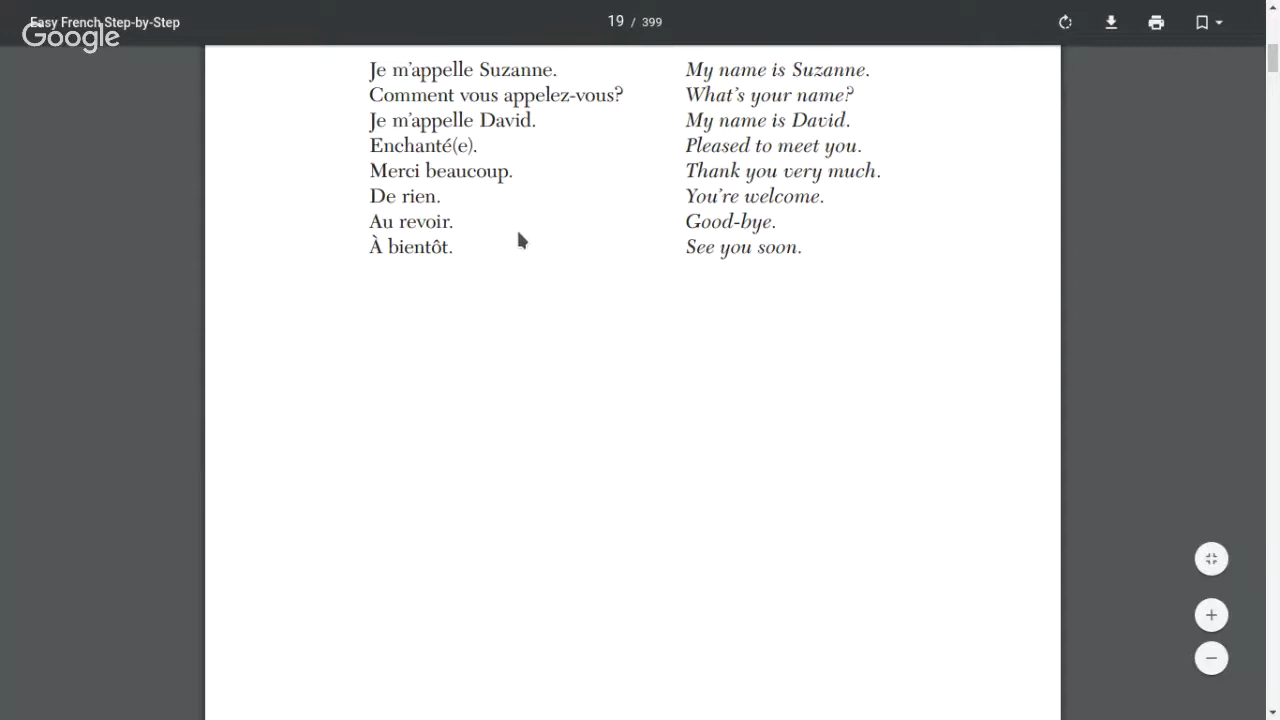 Easy French Step-by-Step
Google
19 / 399
Je m'appelle Suzanne. My name is Suzanne.
Comment vous appelez-vous? What's your name?
Je m'appelle David. My name is David.
Enchanté(e). Pleased to meet you.
Merci beaucoup. Thank you very much.
De rien. You're welcome.
Au revoir. Good-bye.
À bientôt. See you soon.